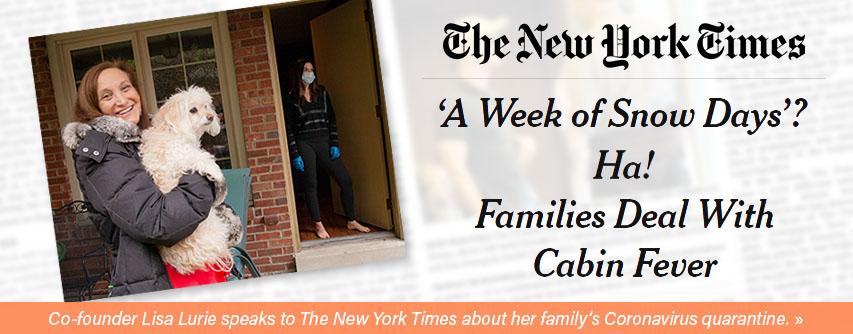 The New York Times
‘A Week of Snow Days’?
Ha!
Families Deal With
Cabin Fever
Co-founder Lisa Lurie speaks to The New York Times about her family's Coronavirus quarantine. »